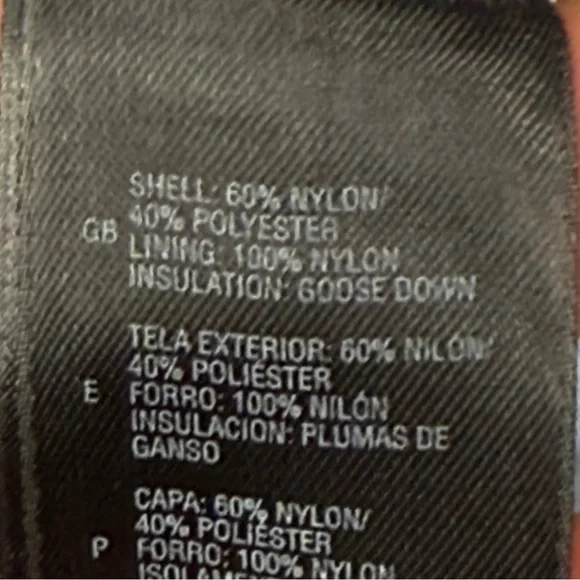 SHELL: 60% NYLON/
40% POLYESTER
GB LINING: 100% NYLON
INSULATION: GOOSE DOWN
TELA EXTERIOR: 60% NILÓN/
40% POLIÉSTER
E FORRO: 100% NILÓN
INSULACION: PLUMAS DE
GANSO
CAPA: 60% NYLON/
40% POLIÉSTER
P FORRO: 100% NYLON